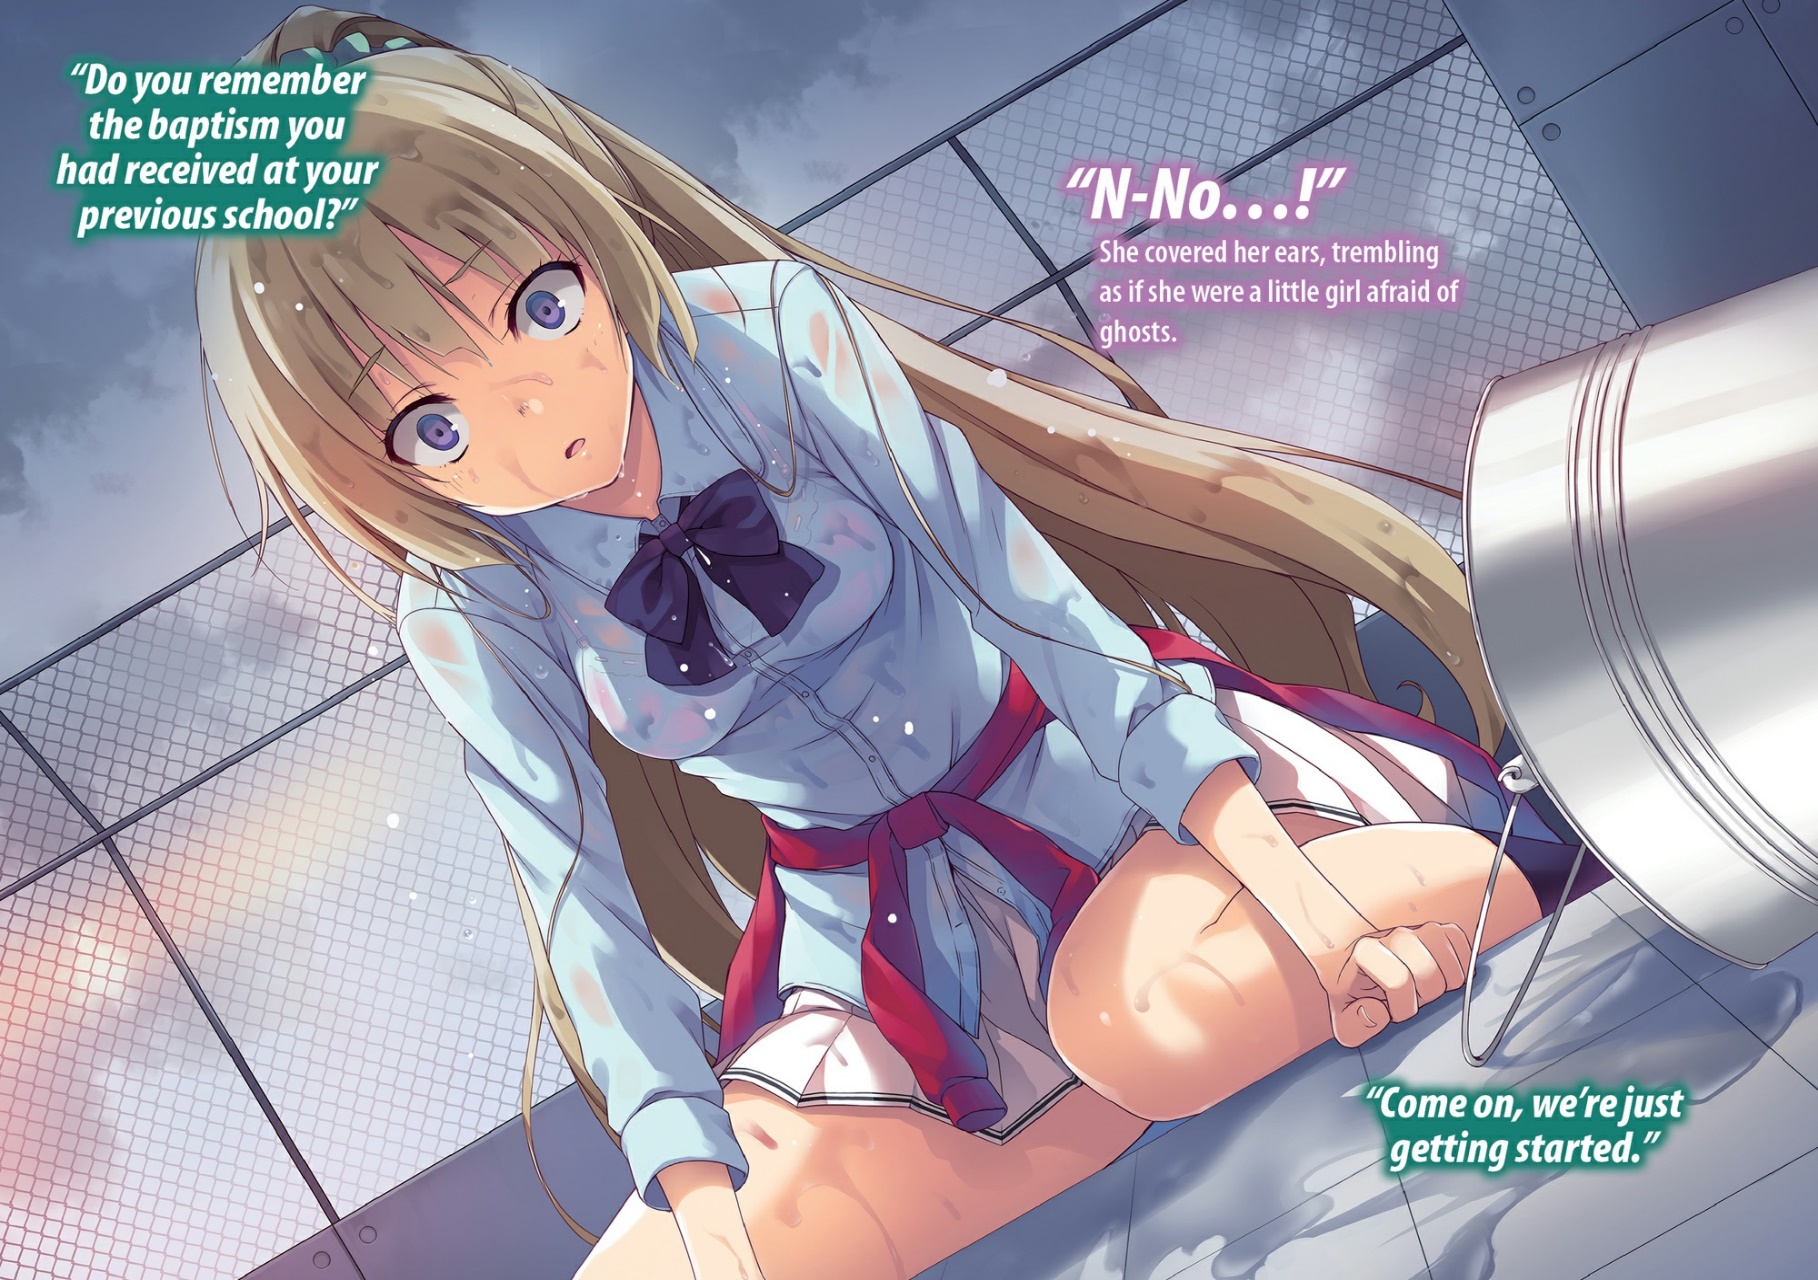 “Do you remember
the baptism you
had received at your
previous school?”
“N-No...!”
She covered her ears, trembling
as if she were a little girl afraid of
ghosts.
“Come on, we’re just
getting started.”